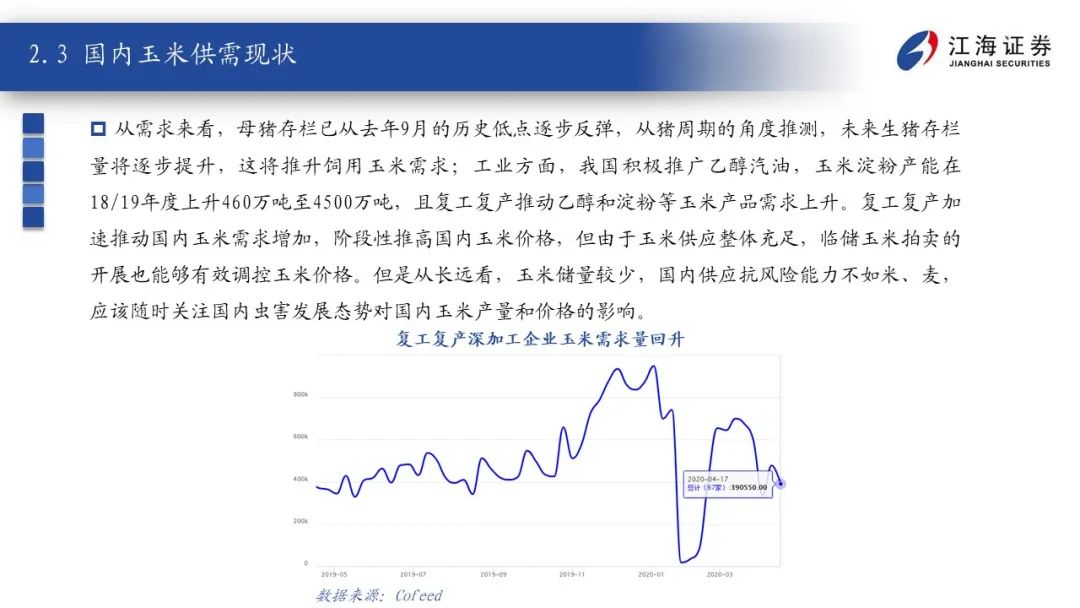 2.3 国内玉米供需现状
江海证券
JIANGHAI SECURITIES
从需求来看，母猪存栏已从去年9月的历史低点逐步反弹，从猪周期的角度推测，未来生猪存栏
量将逐步提升，这将推升饲用玉米需求；工业方面，我国积极推广乙醇汽油，玉米淀粉产能在
18/19年度上升460万吨至4500万吨，且复工复产推动乙醇和淀粉等玉米产品需求上升。复工复产加
速推动国内玉米需求增加，阶段性推高国内玉米价格，但由于玉米供应整体充足，临储玉米拍卖的
开展也能够有效调控玉米价格。但是从长远看，玉米储量较少，国内供应抗风险能力不如米、麦，
应该随时关注国内虫害发展态势对国内玉米产量和价格的影响。
复工复产深加工企业玉米需求量回升
800k
600k
400k
200k
0
2020-04-17
总计（67家）:390550.00
2019-05 2019-07 2019-09 2019-11 2020-01 2020-03
数据来源：Cofeed